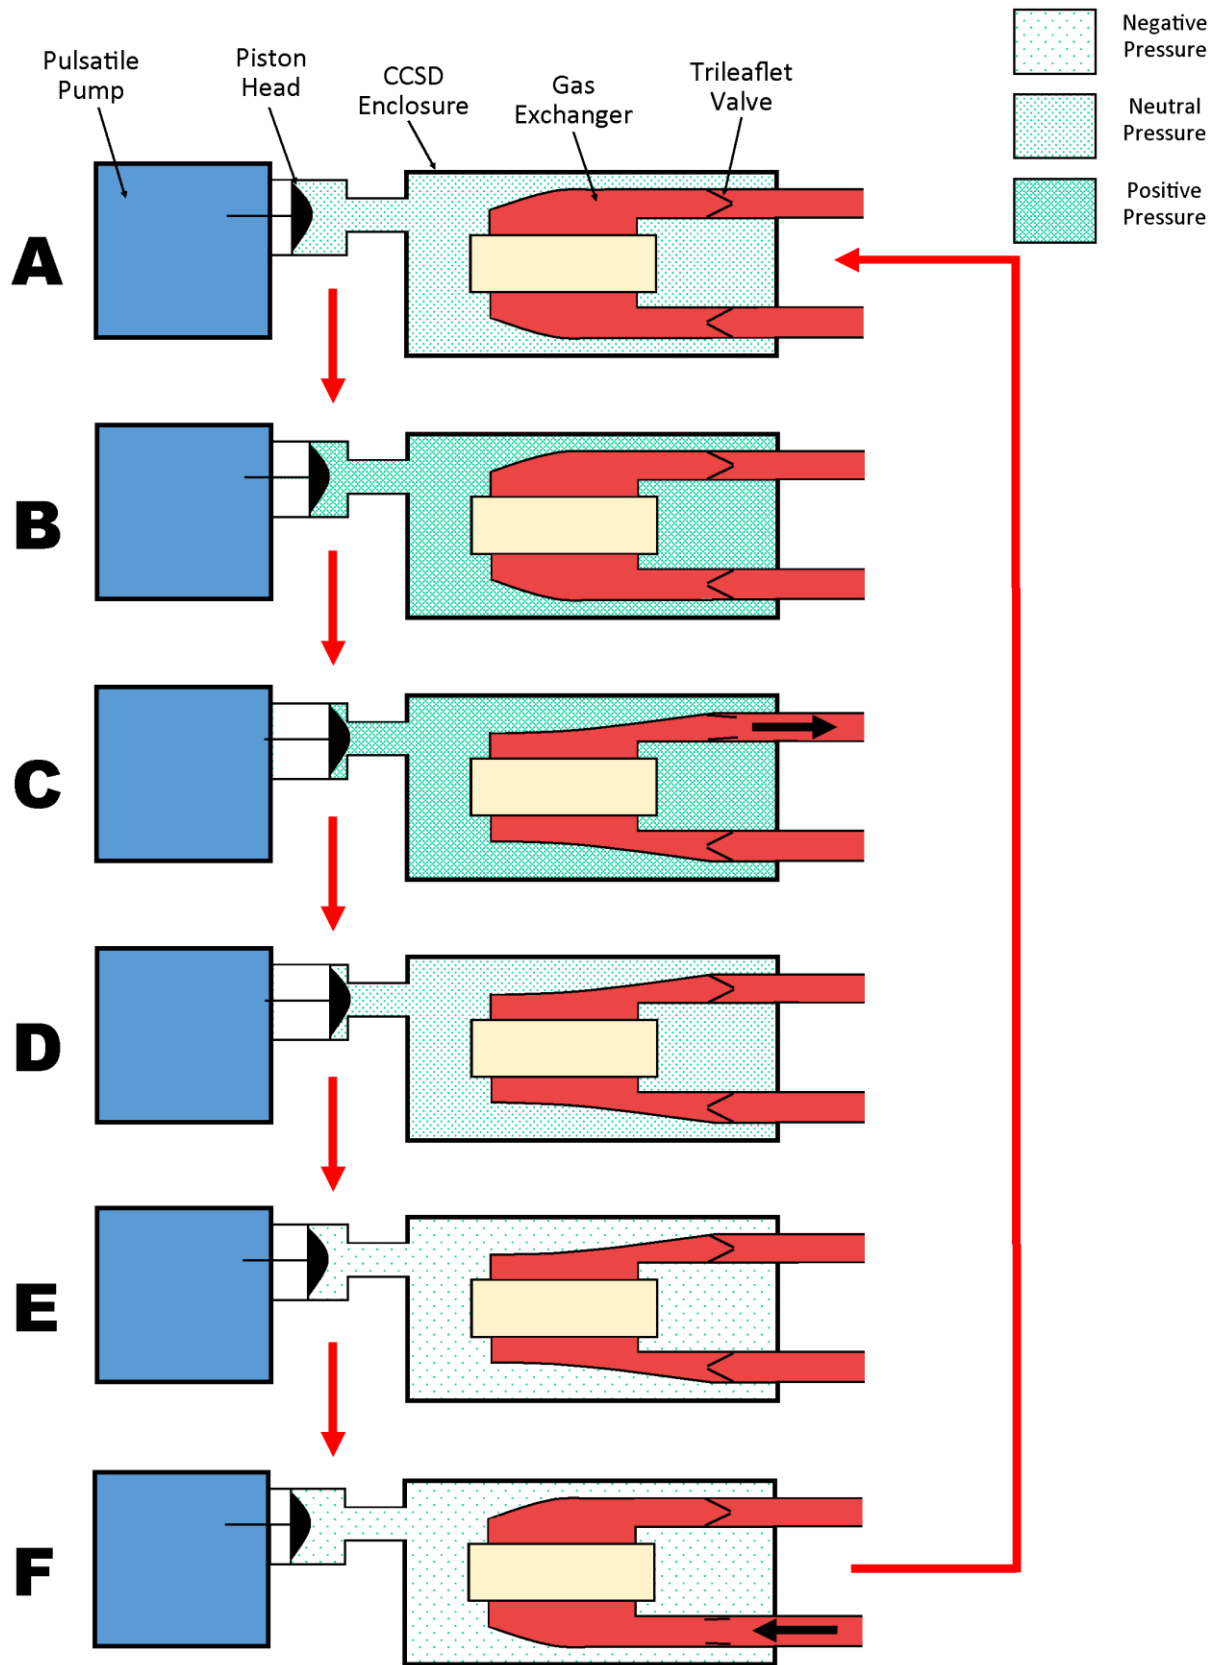 Pulsatile
Pump
Piston
Head
CCSD
Enclosure
Gas
Exchanger
Trileaflet
Valve
Negative
Pressure
Neutral
Pressure
Positive
Pressure
A
B
C
D
E
F